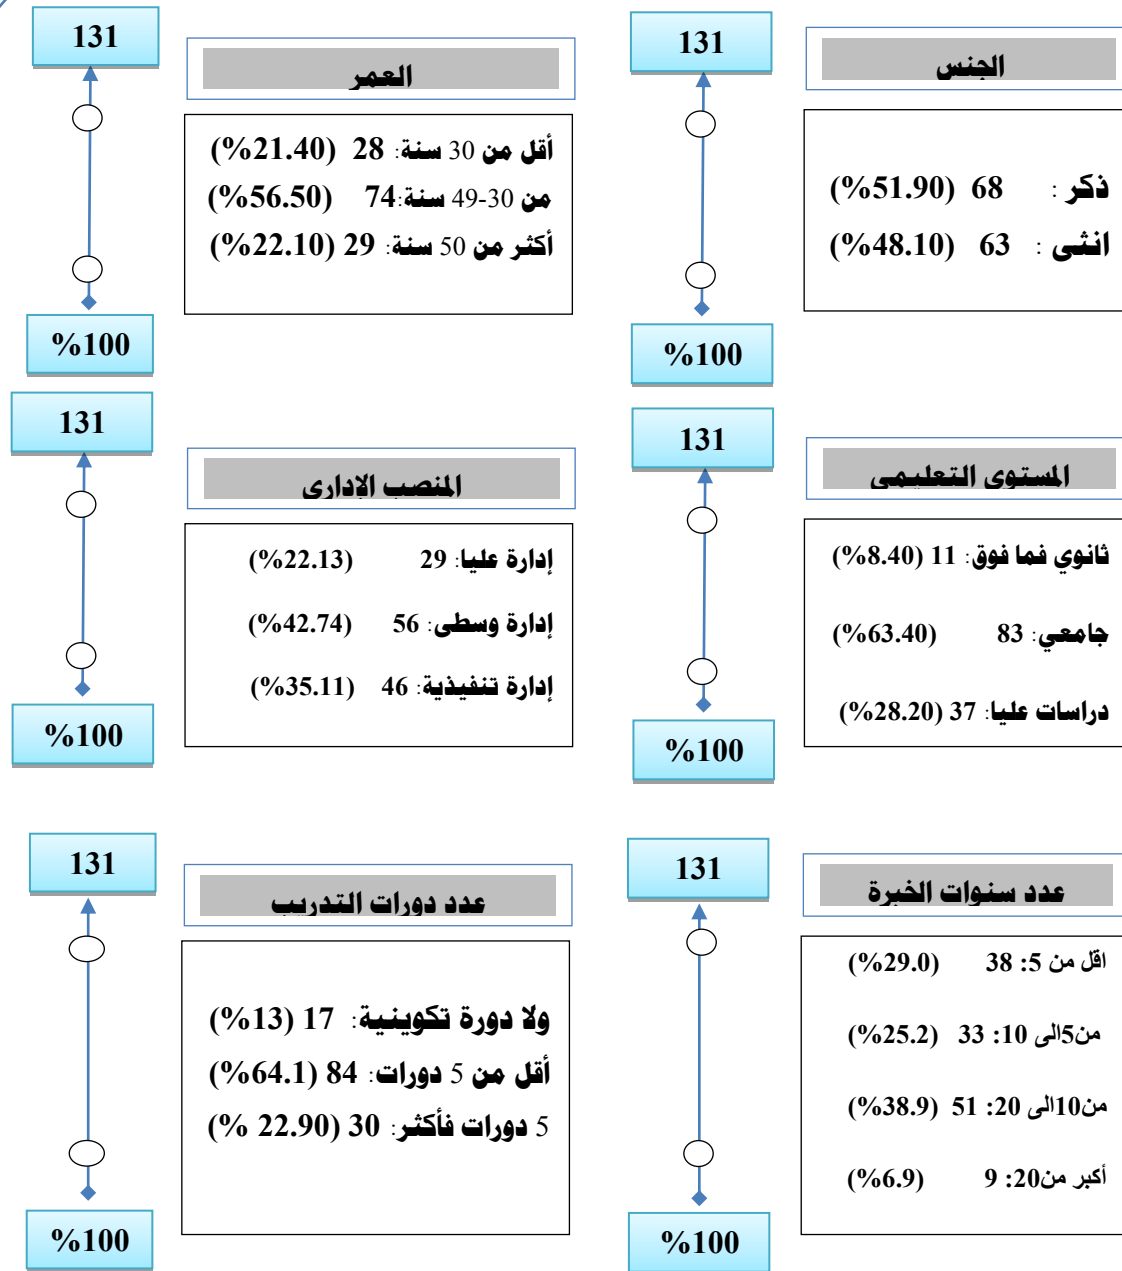 131
الجنس
ذكر : 68 (51.90%)
انثى : 63 (48.10%)
%100
131
العمر
أقل من 30 سنة: 28 (21.40%)
من 30-49 سنة:74 (56.50%)
أكثر من 50 سنة: 29 (22.10%)
%100
131
المستوى التعليمي
ثانوي فما فوق: 11 (8.40%)
جامعي: 83 (63.40%)
دراسات عليا: 37 (28.20%)
%100
131
المنصب الإداري
إدارة عليا: 29 (22.13%)
إدارة وسطى: 56 (42.74%)
إدارة تنفيذية: 46 (35.11%)
%100
131
عدد سنوات الخبرة
اقل من 5: 38 (29.0%)
من5الى 10: 33 (25.2%)
من10الى 20: 51 (38.9%)
أكبر من20: 9 (6.9%)
%100
131
عدد دورات التدريب
ولا دورة تكوينية: 17 (13%)
أقل من 5 دورات: 84 (64.1%)
5 دورات فأكثر: 30 (22.90 %)
%100